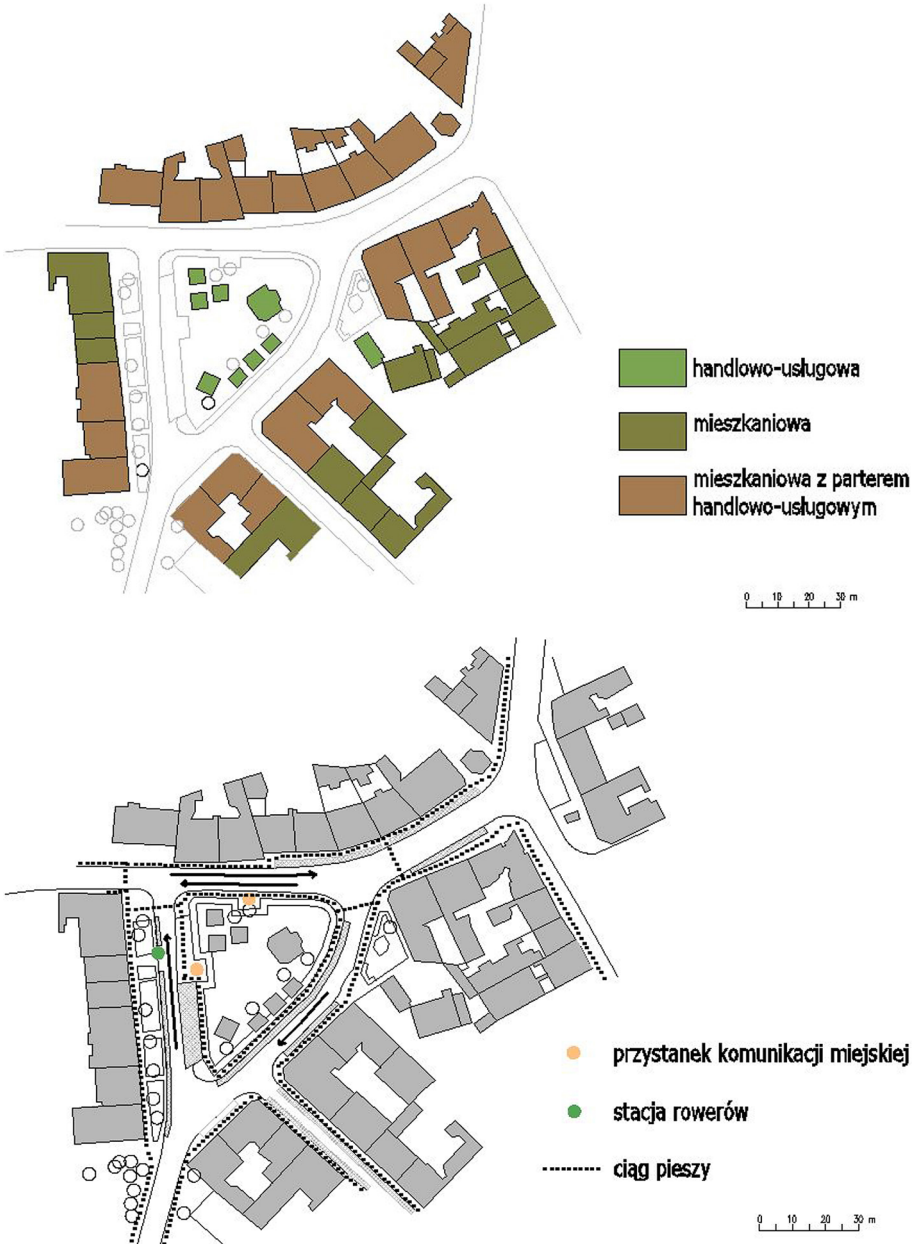 handlowo-usługowa
mieszkaniowa
mieszkaniowa z parterem
handlowo-usługowym
0 10 20 30 m
przystanek komunikacji miejskiej
stacja rowerów
ciąg pieszy
0 10 20 30 m